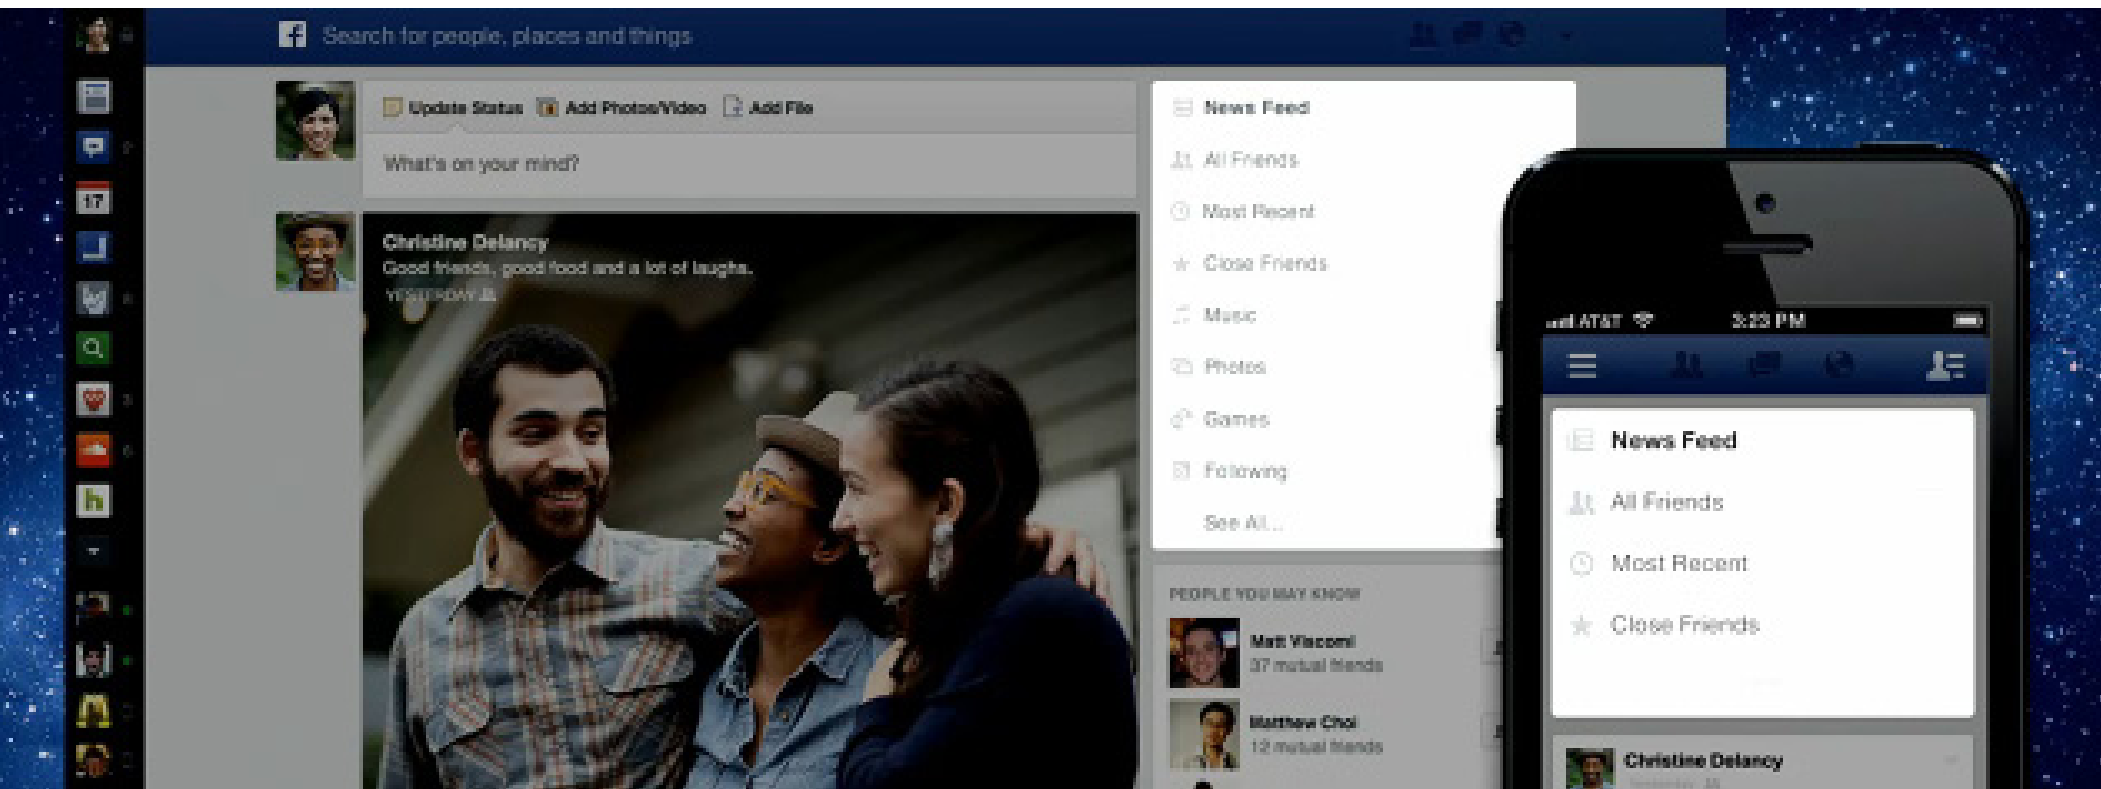 Search for people, places and things
Update Status Add Photos/Video Add File
What's on your mind?
17
Christine Delancy
Good friends, good food and a lot of laughs.
YESTERDAY
News Feed
All Friends
Most Recent
Close Friends
Music
Photos
Games
Following
See All...
PEOPLE YOU MAY KNOW
Matt Viscomi
37 mutual friends
Matthew Choi
12 mutual friends
AT&T 3:23 PM
News Feed
All Friends
Most Recent
Close Friends
Christine Delancy